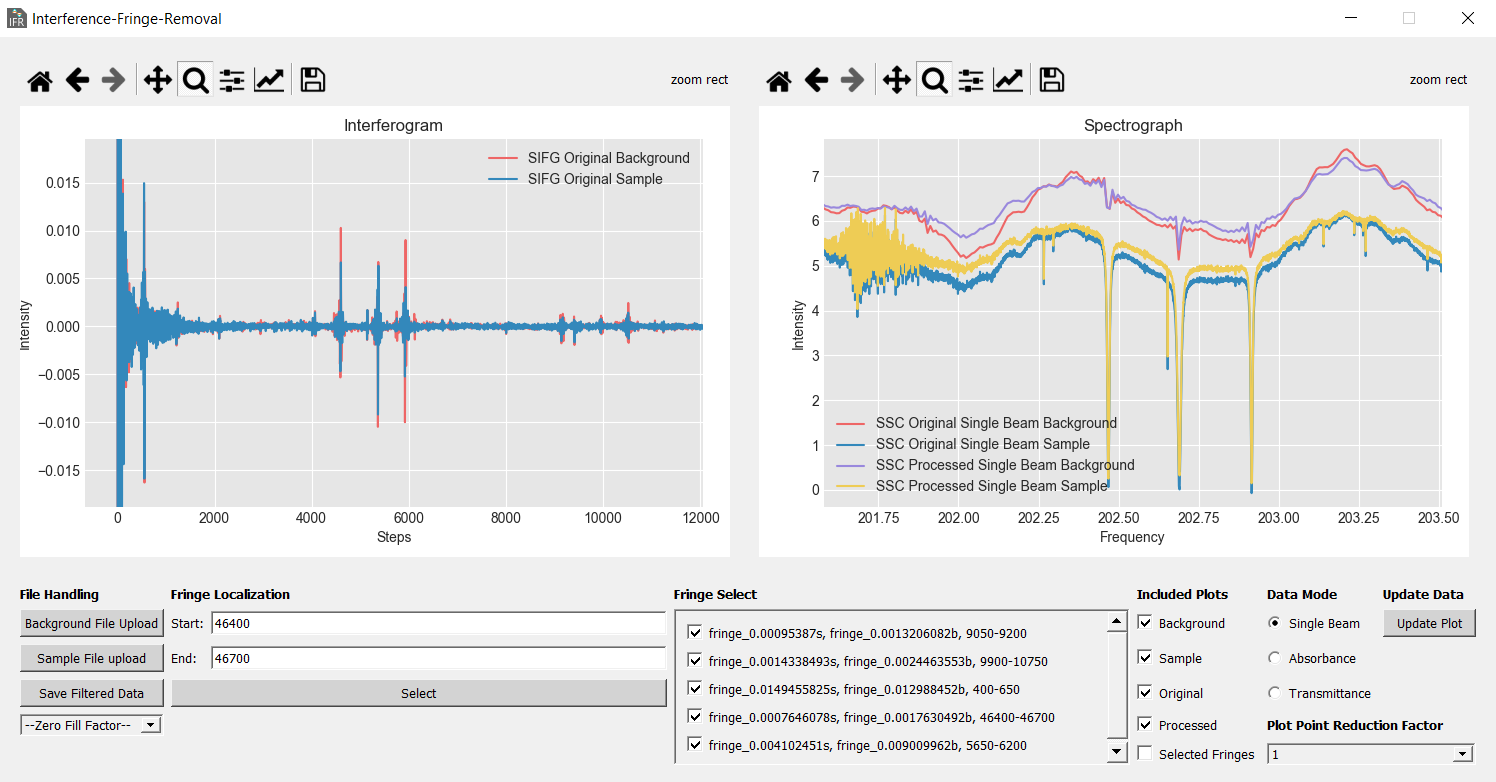 IFR
Interference-Fringe-Removal
zoom rect
zoom rect
Interferogram
SIFG Original Background
SIFG Original Sample
0.015
0.010
0.005
0.000
−0.005
−0.010
−0.015
Intensity
0
2000
4000
6000
8000
10000
12000
Steps
Spectrograph
7
6
5
4
3
2
1
0
Intensity
SSC Original Single Beam Background
SSC Original Single Beam Sample
SSC Processed Single Beam Background
SSC Processed Single Beam Sample
201.75
202.00
202.25
202.50
202.75
203.00
203.25
203.50
Frequency
File Handling
Background File Upload
Sample File upload
Save Filtered Data
--Zero Fill Factor--
Fringe Localization
Start:
46400
End:
46700
Select
Fringe Select
fringe_0.00095387s, fringe_0.0013206082b, 9050-9200
fringe_0.0014338493s, fringe_0.0024463553b, 9900-10750
fringe_0.0149455825s, fringe_0.012988452b, 400-650
fringe_0.0007646078s, fringe_0.0017630492b, 46400-46700
fringe_0.004102451s, fringe_0.009009962b, 5650-6200
Included Plots
Background
Sample
Original
Processed
Selected Fringes
Data Mode
Single Beam
Absorbance
Transmittance
Update Data
Update Plot
Plot Point Reduction Factor
1